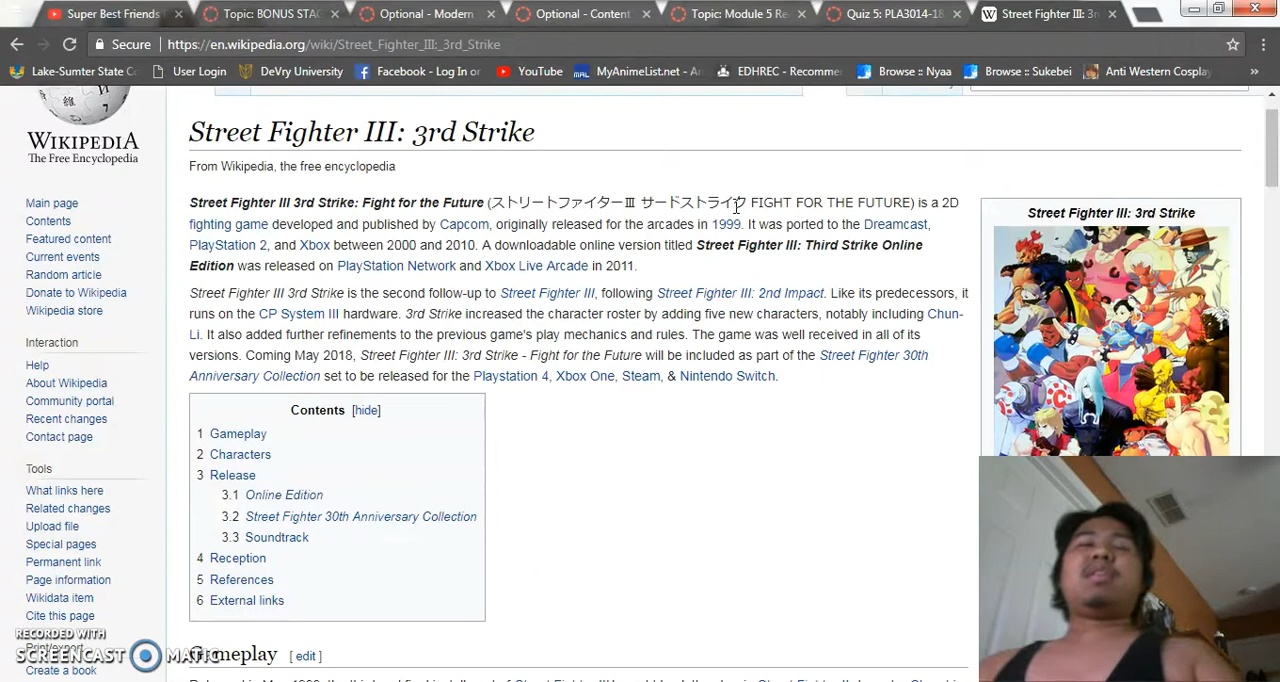 Super Best Friends
Topic: BONUS STAG
Optional - Modern
Optional - Content
Topic: Module 5 Re
Quiz 5: PLA3014-18
Street Fighter III: 3r
Secure
https://en.wikipedia.org/wiki/Street_Fighter_III:_3rd_Strike
Lake-Sumter State Co
User Login
DeVry University
Facebook - Log In or
YouTube
MyAnimeList.net - An
EDHREC - Recomme
Browse :: Nyaa
Browse :: Sukebei
Anti Western Cosplay
»
WIKIPEDIA
The Free Encyclopedia
Main page
Contents
Featured content
Current events
Random article
Donate to Wikipedia
Wikipedia store
Interaction
Help
About Wikipedia
Community portal
Recent changes
Contact page
Tools
What links here
Related changes
Upload file
Special pages
Permanent link
Page information
Wikidata item
Cite this page
Print/export
Create a book
Street Fighter III: 3rd Strike
From Wikipedia, the free encyclopedia
Street Fighter III 3rd Strike: Fight for the Future (ストリートファイターIII サードストライク FIGHT FOR THE FUTURE) is a 2D
fighting game developed and published by Capcom, originally released for the arcades in 1999. It was ported to the Dreamcast,
PlayStation 2, and Xbox between 2000 and 2010. A downloadable online version titled Street Fighter III: Third Strike Online
Edition was released on PlayStation Network and Xbox Live Arcade in 2011.
Street Fighter III 3rd Strike is the second follow-up to Street Fighter III, following Street Fighter III: 2nd Impact. Like its predecessors, it
runs on the CP System III hardware. 3rd Strike increased the character roster by adding five new characters, notably including Chun-
Li. It also added further refinements to the previous game's play mechanics and rules. The game was well received in all of its
versions. Coming May 2018, Street Fighter III: 3rd Strike - Fight for the Future will be included as part of the Street Fighter 30th
Anniversary Collection set to be released for the Playstation 4, Xbox One, Steam, & Nintendo Switch.
Contents [hide]
1 Gameplay
2 Characters
3 Release
3.1 Online Edition
3.2 Street Fighter 30th Anniversary Collection
3.3 Soundtrack
4 Reception
5 References
6 External links
Gameplay [ edit ]
Street Fighter III: 3rd Strike
RECORDED WITH
SCREENCAST MATIC